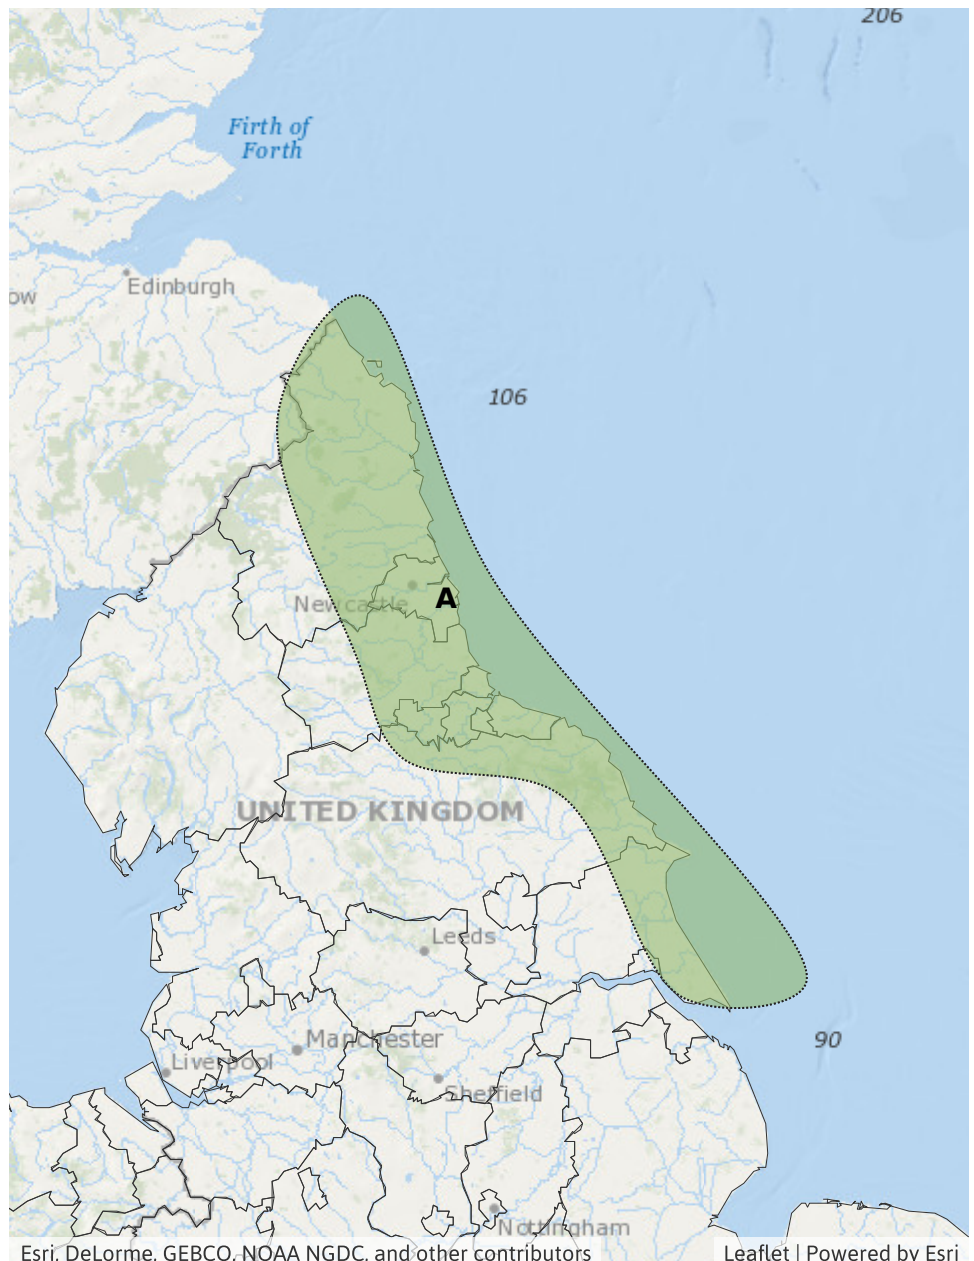 206
Firth of
Forth
Edinburgh
ow
106
Newcastle
A
UNITED KINGDOM
Leeds
90
Manchester
Liverpool
Sheffield
Nottingham
Esri, DeLorme, GEBCO, NOAA NGDC, and other contributors
Leaflet | Powered by Esri